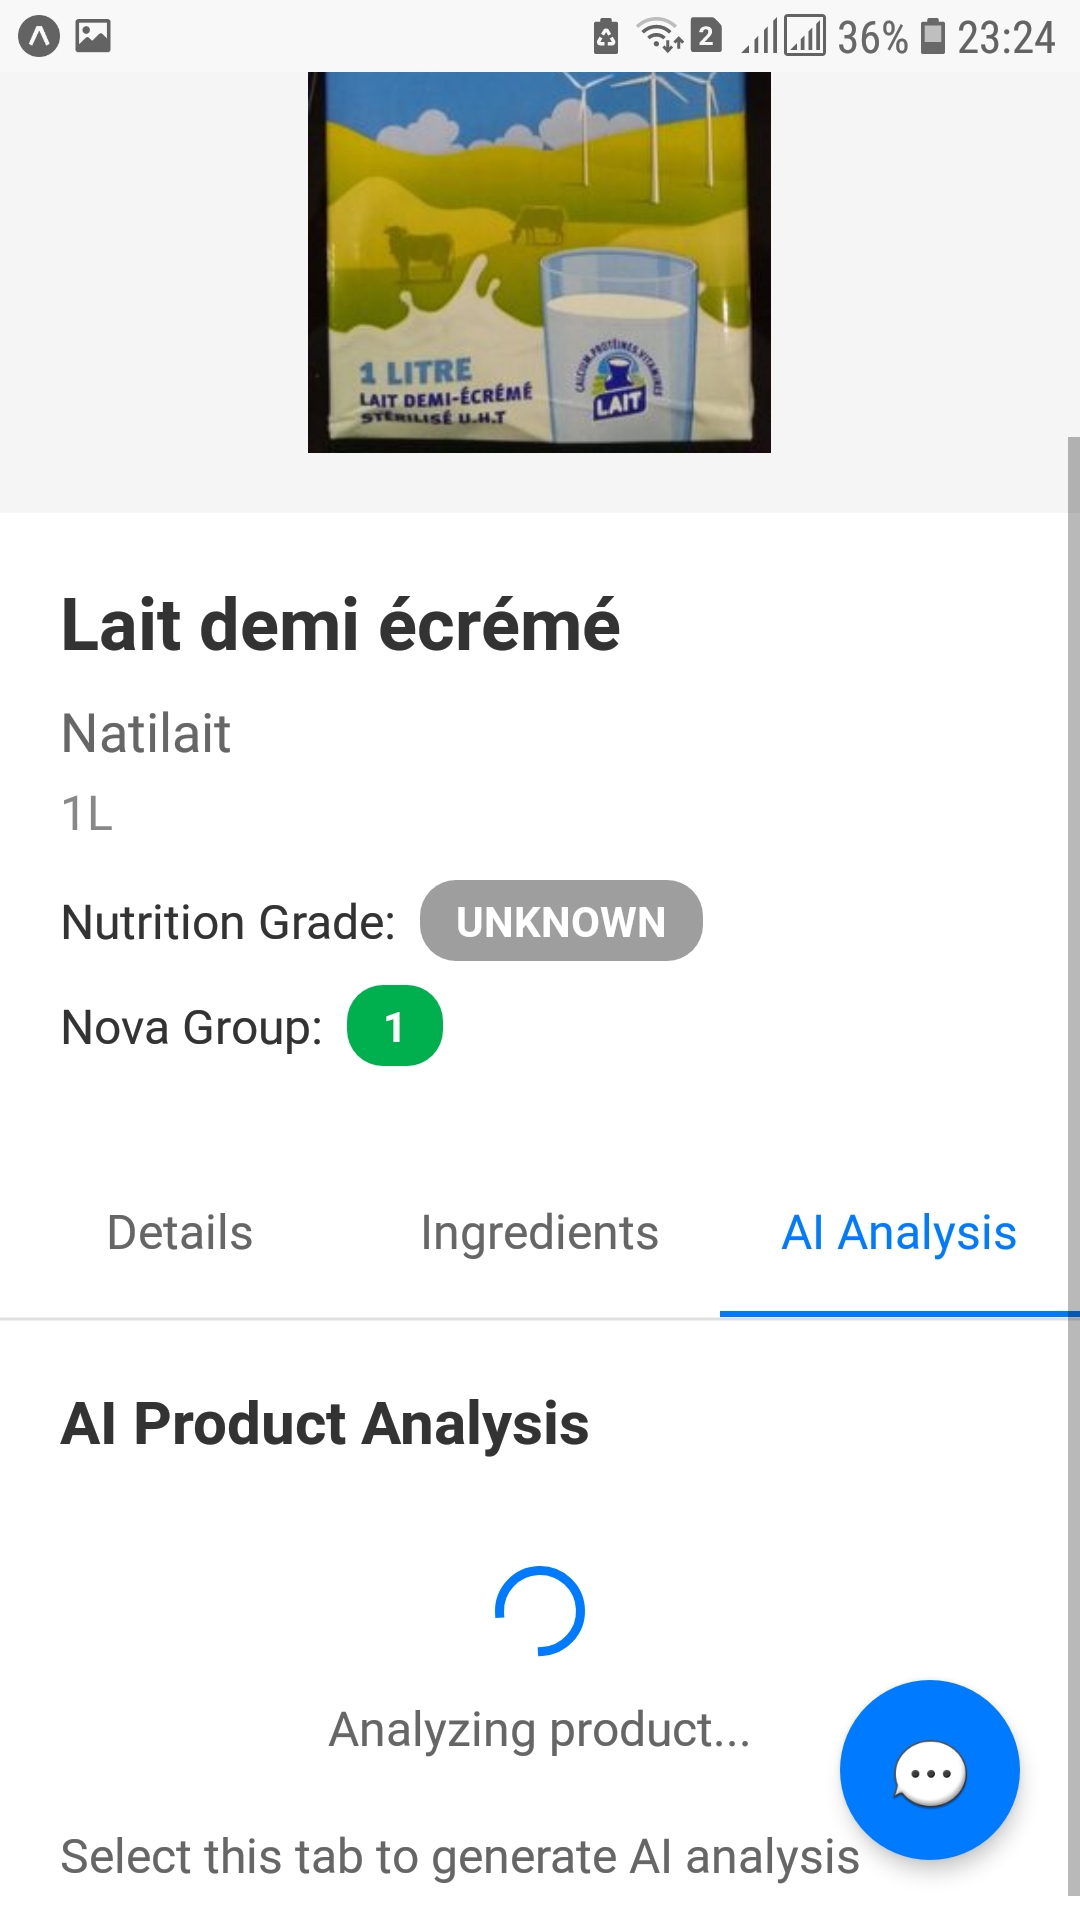 2 36% 23:24
CALCIUM.PROTÉINES.VITAMINES
LAIT
1 LITRE
LAIT DEMI-ÉCRÉMÉ
STÉRILISÉ U.H.T
Lait demi écrémé
Natilait
1L
Nutrition Grade: UNKNOWN
Nova Group: 1
Details Ingredients AI Analysis
AI Product Analysis
Analyzing product...
Select this tab to generate AI analysis